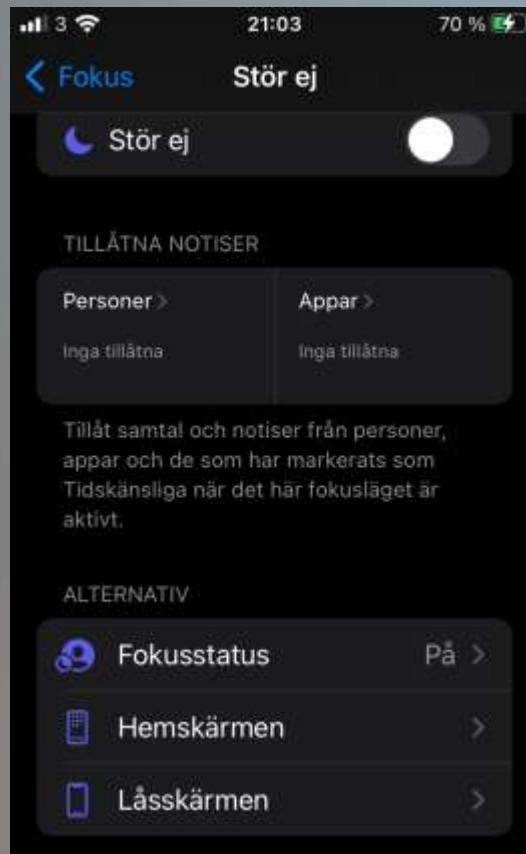 3 21:03 70 %
Fokus Stör ej
Stör ej
TILLÅTNA NOTISER
Personer Appar
Inga tillåtna Inga tillåtna
Tillåt samtal och notiser från personer,
appar och de som har markerats som
Tidskänsliga när det här fokusläget är
aktivt.
ALTERNATIV
Fokusstatus På
Hemskärmen
Låsskärmen